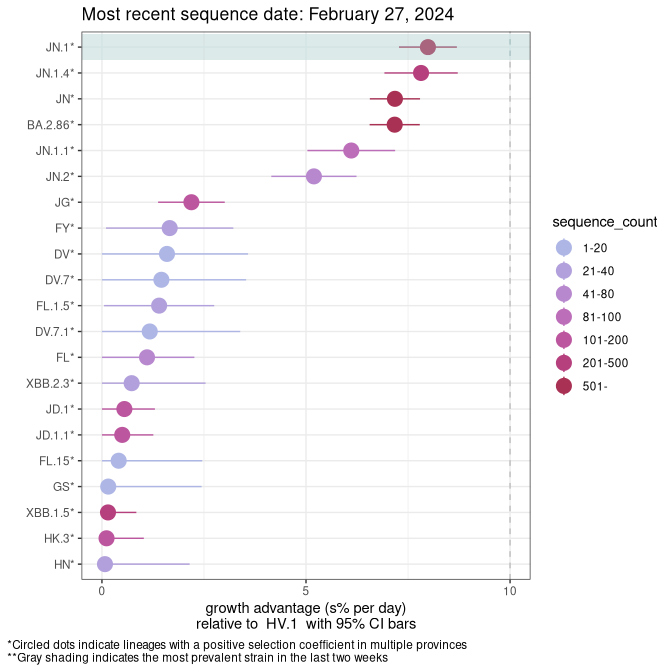 Most recent sequence date: February 27, 2024
JN.1*
JN.1.4*
JN*
BA.2.86*
JN.1.1*
JN.2*
JG*
FY*
DV*
DV.7*
FL.1.5*
DV.7.1*
FL*
XBB.2.3*
JD.1*
JD.1.1*
FL.15*
GS*
XBB.1.5*
HK.3*
HN*
0 5 10
growth advantage (s% per day)
relative to HV.1 with 95% CI bars
sequence_count
1-20
21-40
41-80
81-100
101-200
201-500
501-
*Circled dots indicate lineages with a positive selection coefficient in multiple provinces
**Gray shading indicates the most prevalent strain in the last two weeks